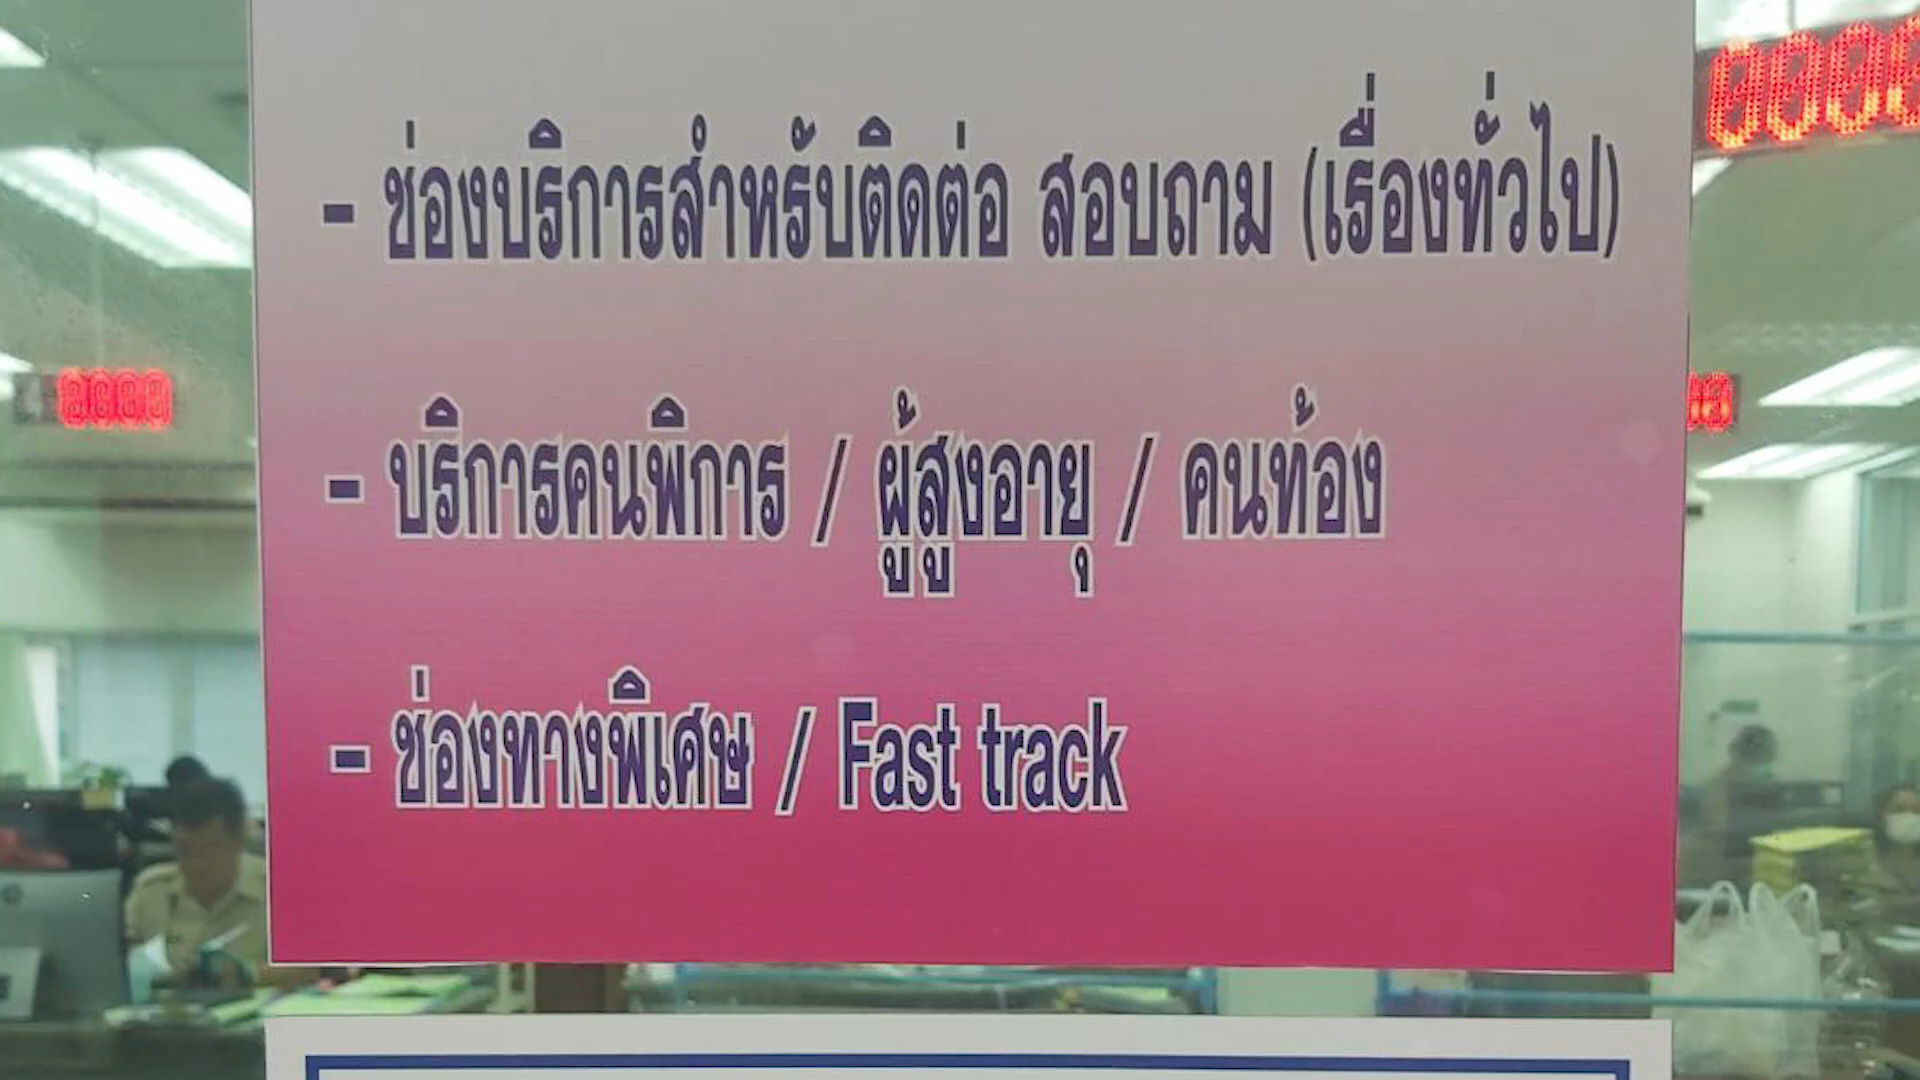 - ช่องบริการสำหรับติดต่อ สอบถาม (เรื่องทั่วไป)
- บริการคนพิการ / ผู้สูงอายุ / คนท้อง
- ช่องทางพิเศษ / Fast track